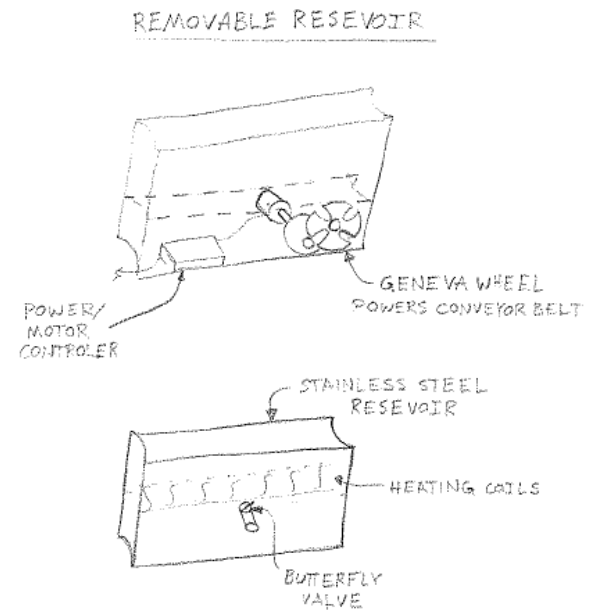 REMOVABLE RESEVOIR
GENEVA WHEEL
POWERS CONVEYOR BELT
POWER/
MOTOR
CONTROLER
STAINLESS STEEL
RESEVOIR
HEATING COILS
BUTTERFLY
VALVE